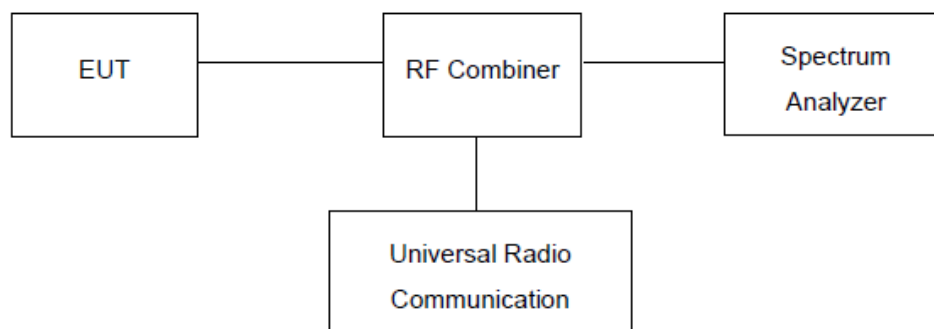 EUT
RF Combiner
Spectrum
Analyzer
Universal Radio
Communication